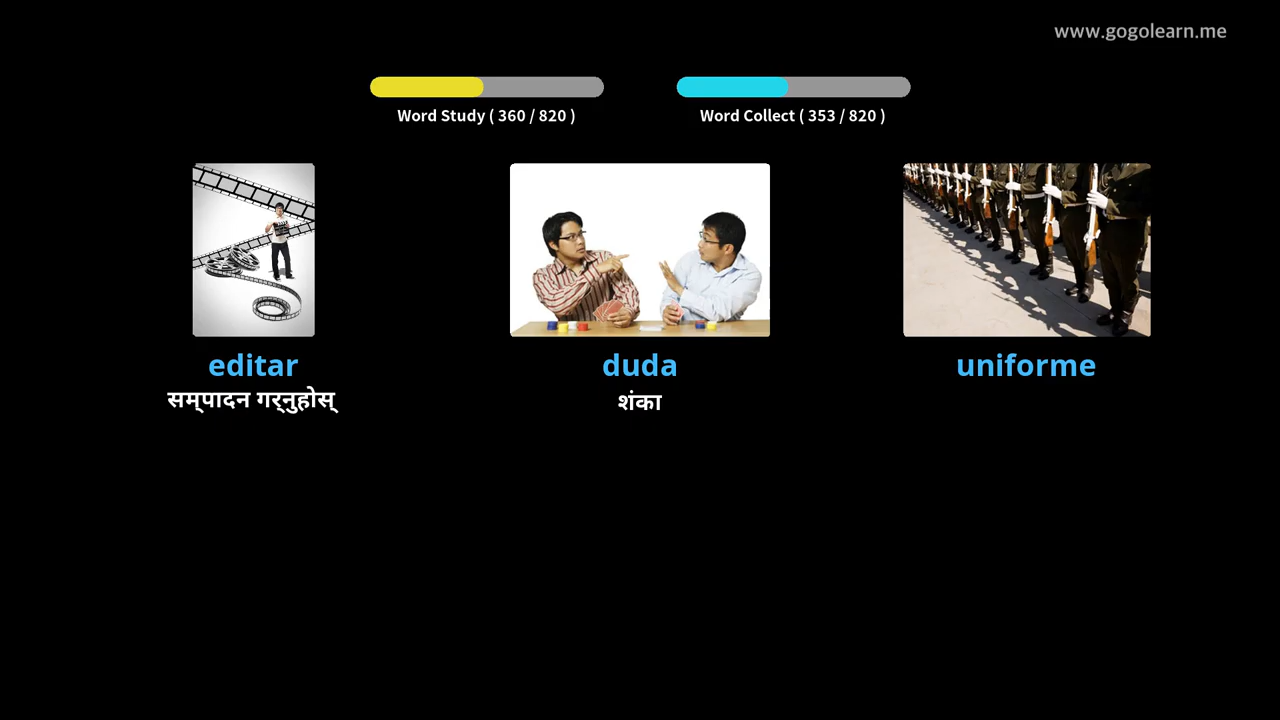 www.gogolearn.me
Word Study ( 360 / 820 )
Word Collect ( 353 / 820 )
editar
duda
uniforme
सम्पादन गर्नुहोस्
शंका